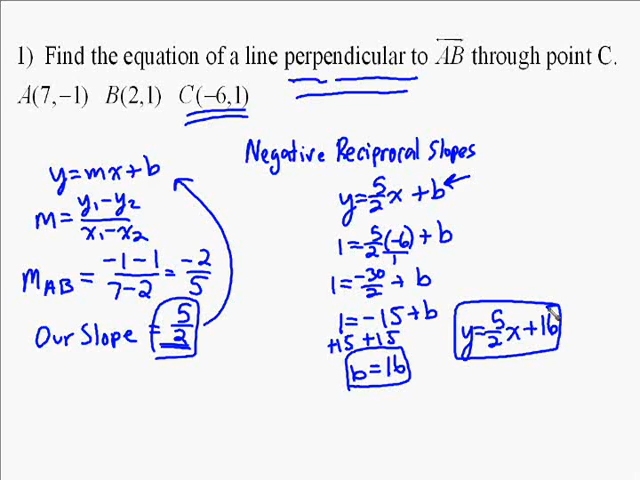 1) Find the equation of a line perpendicular to AB through point C.
A(7,−1) B(2,1) C(−6,1)
Negative Reciprocal Slopes
y=mx+b
m = y₁−y₂ / x₁−x₂
m_AB = −1−1 / 7−2 = −2/5
Our Slope = 5/2
y=5/2x+b
1=5/2(−6)/1+b
1=−30/2+b
1=−15+b
+15 +15
b=16
y=5/2x+16